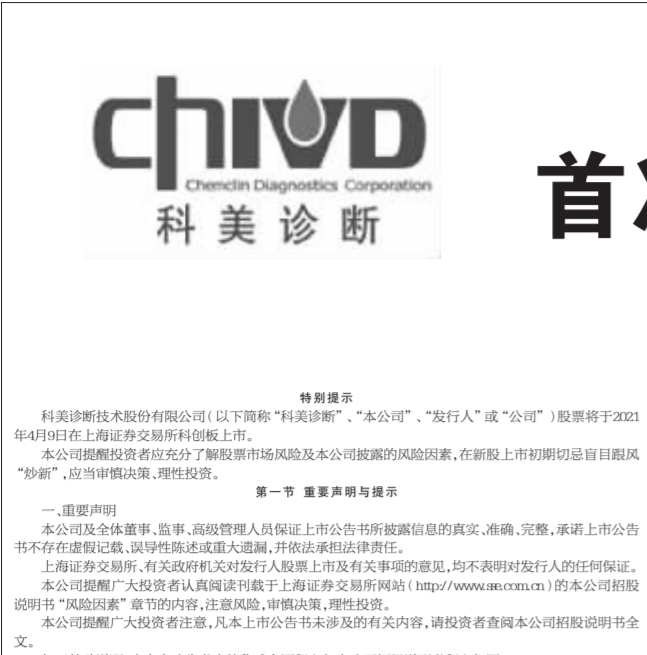 chIVD
Chemclin Diagnostics Corporation
科美诊断
首
特别提示
科美诊断技术股份有限公司(以下简称“科美诊断”、“本公司”、“发行人”或“公司”)股票将于2021
年4月9日在上海证券交易所科创板上市。
本公司提醒投资者应充分了解股票市场风险及本公司披露的风险因素,在新股上市初期切忌盲目跟风
“炒新”,应当审慎决策、理性投资。
第一节 重要声明与提示
一、重要声明
本公司及全体董事、监事、高级管理人员保证上市公告书所披露信息的真实、准确、完整,承诺上市公告
书不存在虚假记载、误导性陈述或重大遗漏,并依法承担法律责任。
上海证券交易所、有关政府机关对发行人股票上市及有关事项的意见,均不表明对发行人的任何保证。
本公司提醒广大投资者认真阅读刊载于上海证券交易所网站(http://www.sse.com.cn)的本公司招股
说明书“风险因素”章节的内容,注意风险,审慎决策,理性投资。
本公司提醒广大投资者注意,凡本上市公告书未涉及的有关内容,请投资者查阅本公司招股说明书全
文。